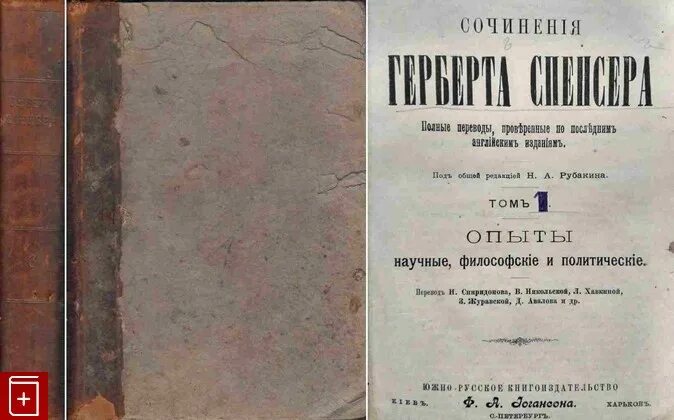 СОЧИНЕНІЯ
ГЕРБЕРТА СПЕНСЕРА
Полные переводы, провѣренные по послѣднимъ
англійскимъ изданіямъ.
Подъ общей редакціей Н. А. Рубакина.
ТОМЪ 1
ОПЫТЫ
научные, философскіе и политическіе.
Переводъ Н. Спиридонова, В. Никольской, Л. Хавкиной,
З. Журавской, Д. Авалова и др.
ЮЖНО-РУССКОЕ КНИГОИЗДАТЕЛЬСТВО
КІЕВЪ. Ф. А. Іогансона. ХАРЬКОВЪ.
С.-ПЕТЕРБУРГЪ.